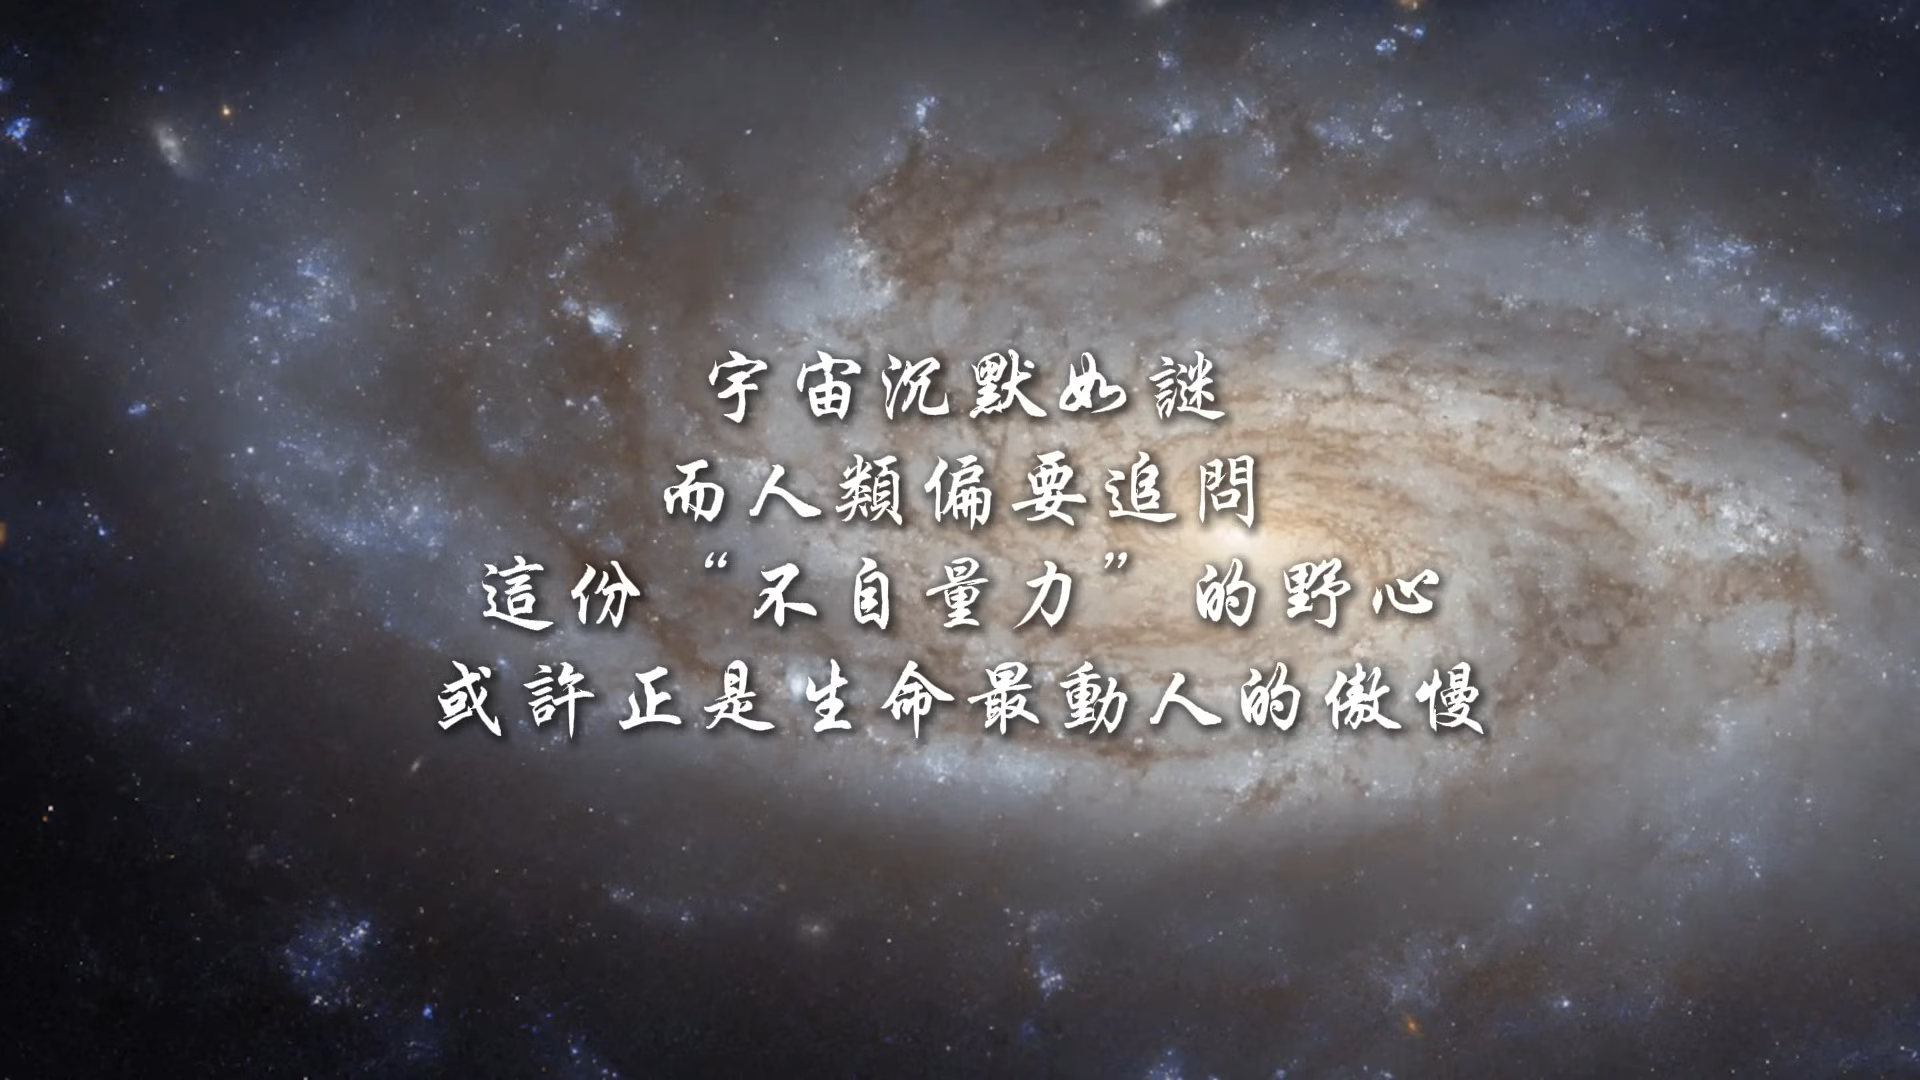 宇宙沉默如謎
而人類偏要追問
這份“不自量力”的野心
或許正是生命最動人的傲慢